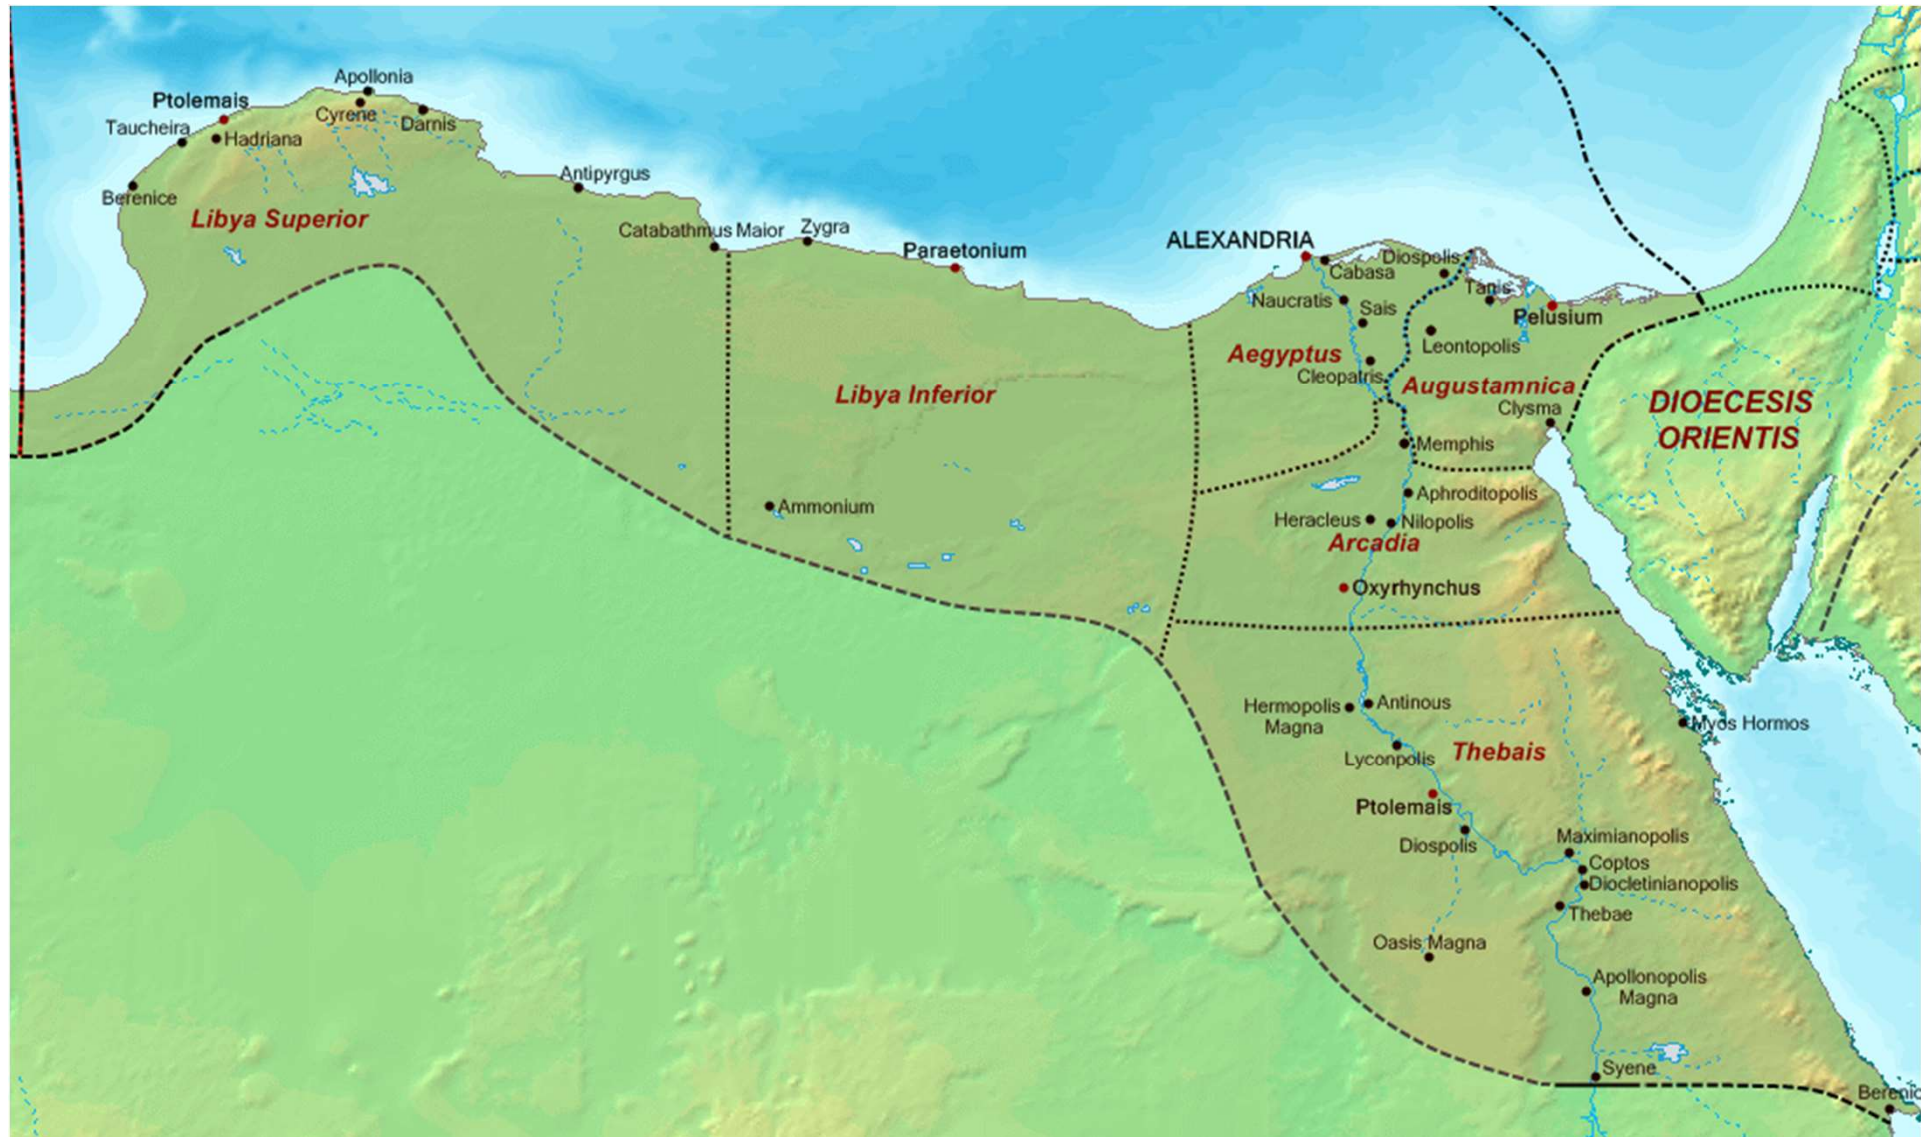 Apollonia
Ptolemais
Cyrene
Darnis
Taucheira
Hadriana
Berenice
Antipyrgus
Libya Superior
Catabathmus Maior
Zygra
Paraetonium
ALEXANDRIA
Cabasa
Diospolis
Naucratis
Sais
Tanis
Pelusium
Aegyptus
Leontopolis
Cleopatris
Augustamnica
Libya Inferior
Clysma
DIOECESIS
ORIENTIS
Memphis
Ammonium
Aphroditopolis
Heracleus
Nilopolis
Arcadia
Oxyrhynchus
Hermopolis
Magna
Antinous
Myos Hormos
Lyconpolis
Thebais
Ptolemais
Diospolis
Maximianopolis
Coptos
Diocletinianopolis
Thebae
Oasis Magna
Apollonopolis
Magna
Syene
Berenic